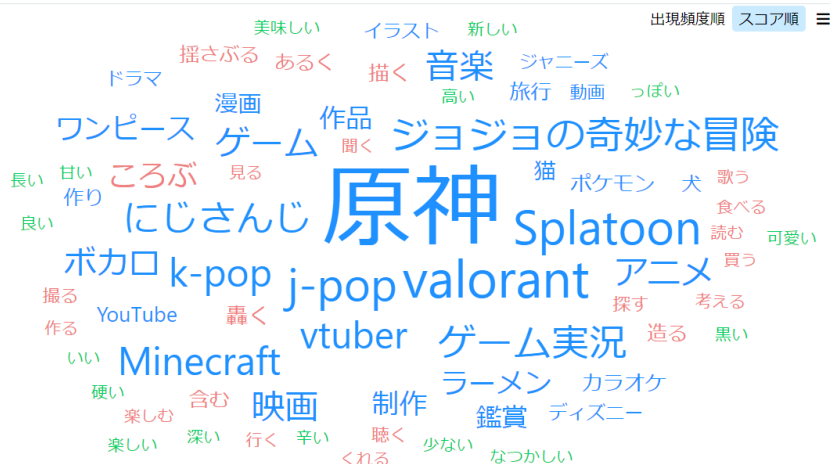 出現頻度順 スコア順
美味しい イラスト 新しい
揺さぶる あるく 描く 音楽 ジャニーズ
ドラマ 高い 旅行 動画 っぽい
漫画 作品
ワンピース ゲーム 聞く ジョジョの奇妙な冒険
長い 甘い ころぶ 見る 猫 ポケモン 犬 歌う
作り 原神 食べる
良い にじさんじ Splatoon 読む 可愛い
ボカロ k-pop j-pop valorant アニメ 買う
撮る 探す 考える
作る YouTube 轟く vtuber ゲーム実況 造る 黒い
いい Minecraft
硬い ラーメン カラオケ
楽しむ 含む 映画 制作 鑑賞 ディズニー
楽しい 深い 行く 辛い 聴く 少ない
くれる なつかしい